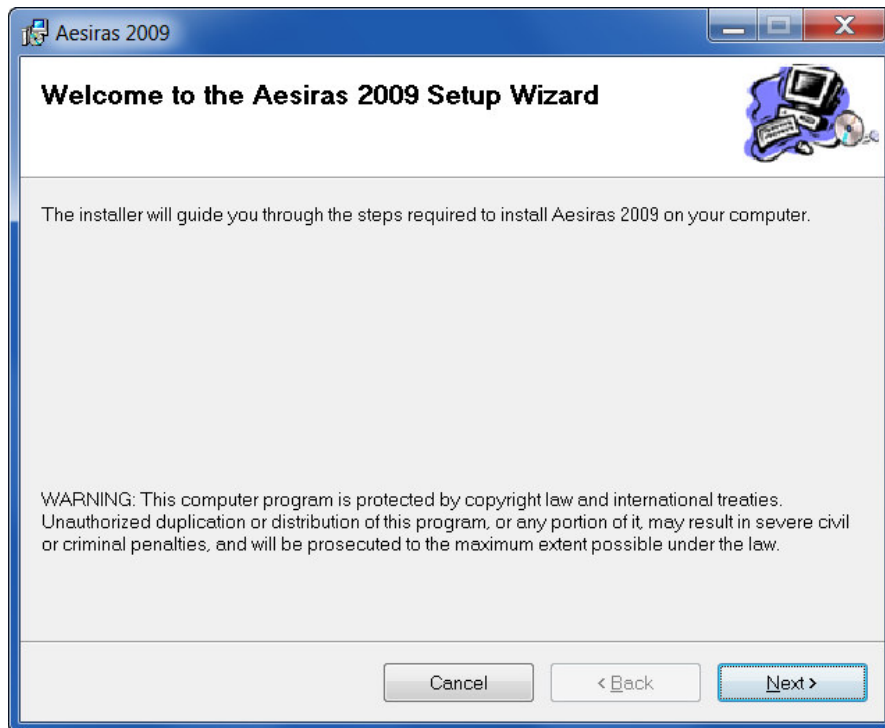 Aesiras 2009
Welcome to the Aesiras 2009 Setup Wizard
The installer will guide you through the steps required to install Aesiras 2009 on your computer.
WARNING: This computer program is protected by copyright law and international treaties.
Unauthorized duplication or distribution of this program, or any portion of it, may result in severe civil
or criminal penalties, and will be prosecuted to the maximum extent possible under the law.
Cancel
< Back
Next >